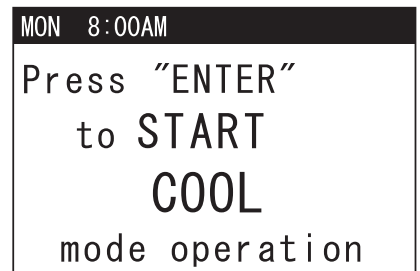 MON 8:00AM
Press "ENTER"
to START
COOL
mode operation